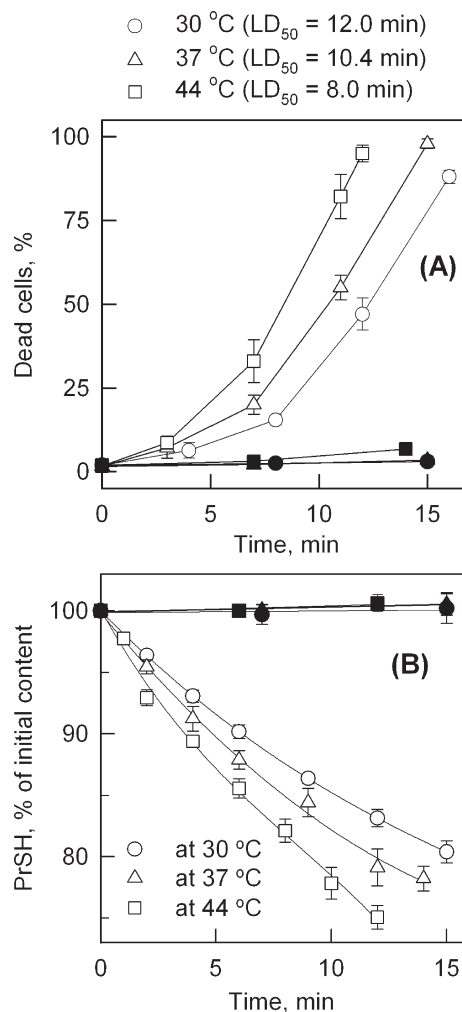 30 °C (LD50 = 12.0 min)
37 °C (LD50 = 10.4 min)
44 °C (LD50 = 8.0 min)
100
75
50
25
0
Dead cells, %
(A)
0 5 10 15
Time, min
100
90
80
PrSH, % of initial content
(B)
at 30 °C
at 37 °C
at 44 °C
0 5 10 15
Time, min